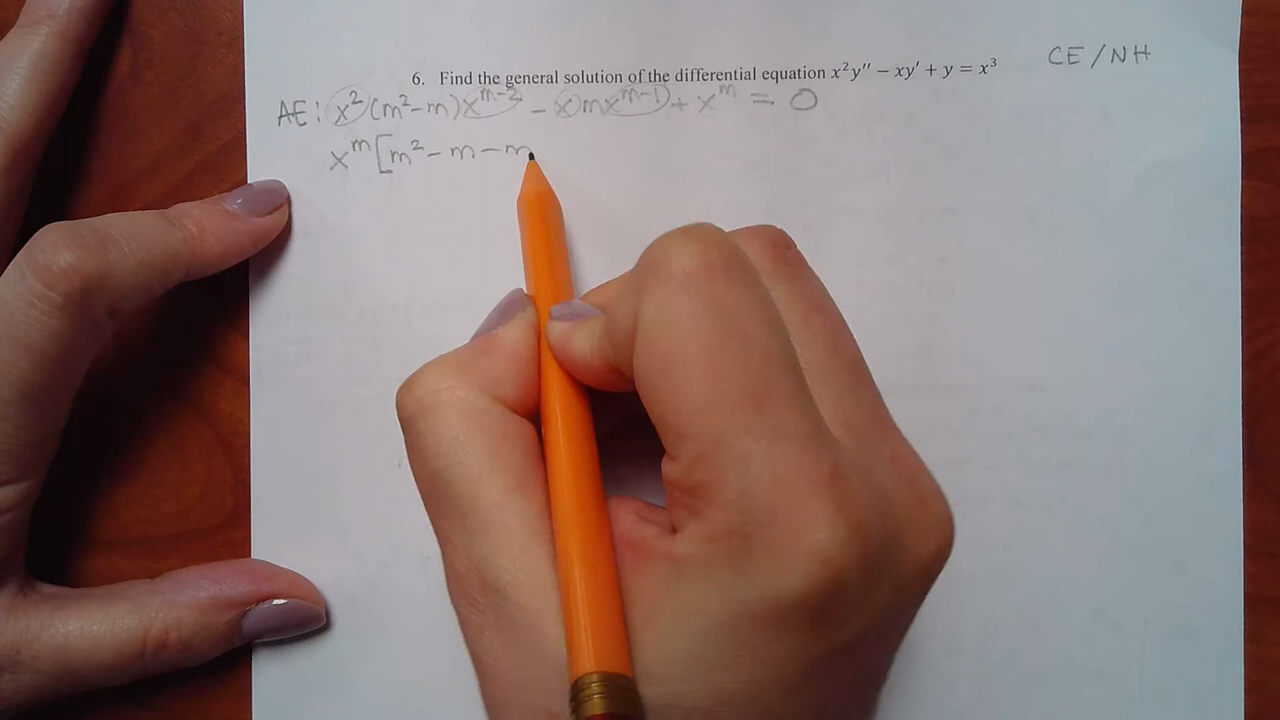 CE/NH
6. Find the general solution of the differential equation x²y″ − xy′ + y = x³
AE: x²(m²-m)x^{m-2} - xmx^{m-1} + x^m = 0
x^m[m² - m - m